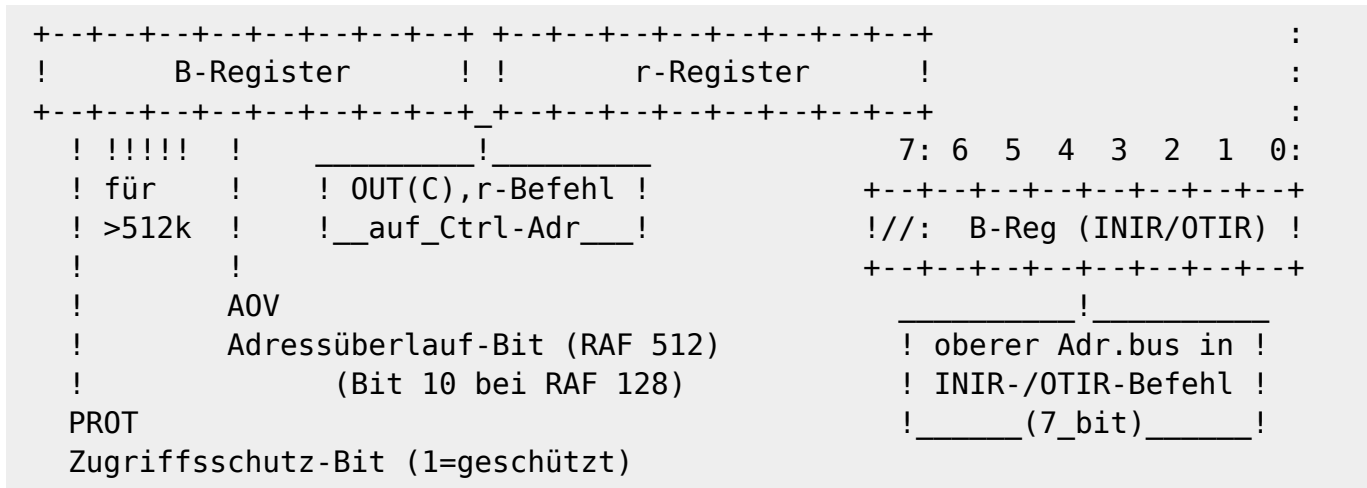 +--+--+--+--+--+--+--+--+ +--+--+--+--+--+--+--+--+                    :
!       B-Register      ! !       r-Register      !                    :
+--+--+--+--+--+--+--+--+_+--+--+--+--+--+--+--+--+                    :
  ! !!!!!  !    _________!_________              7: 6  5  4  3  2  1  0:
  ! für    !    ! OUT(C),r-Befehl !            +--+--+--+--+--+--+--+--+
  ! >512k  !    !__auf_Ctrl-Adr___!            !//:  B-Reg (INIR/OTIR) !
  !        !                                   +--+--+--+--+--+--+--+--+
  !        AOV                                   __________!__________
  !        Adressüberlauf-Bit (RAF 512)          ! oberer Adr.bus in !
  !              (Bit 10 bei RAF 128)            ! INIR-/OTIR-Befehl !
  PROT                                           !______(7_bit)______!
  Zugriffsschutz-Bit (1=geschützt)